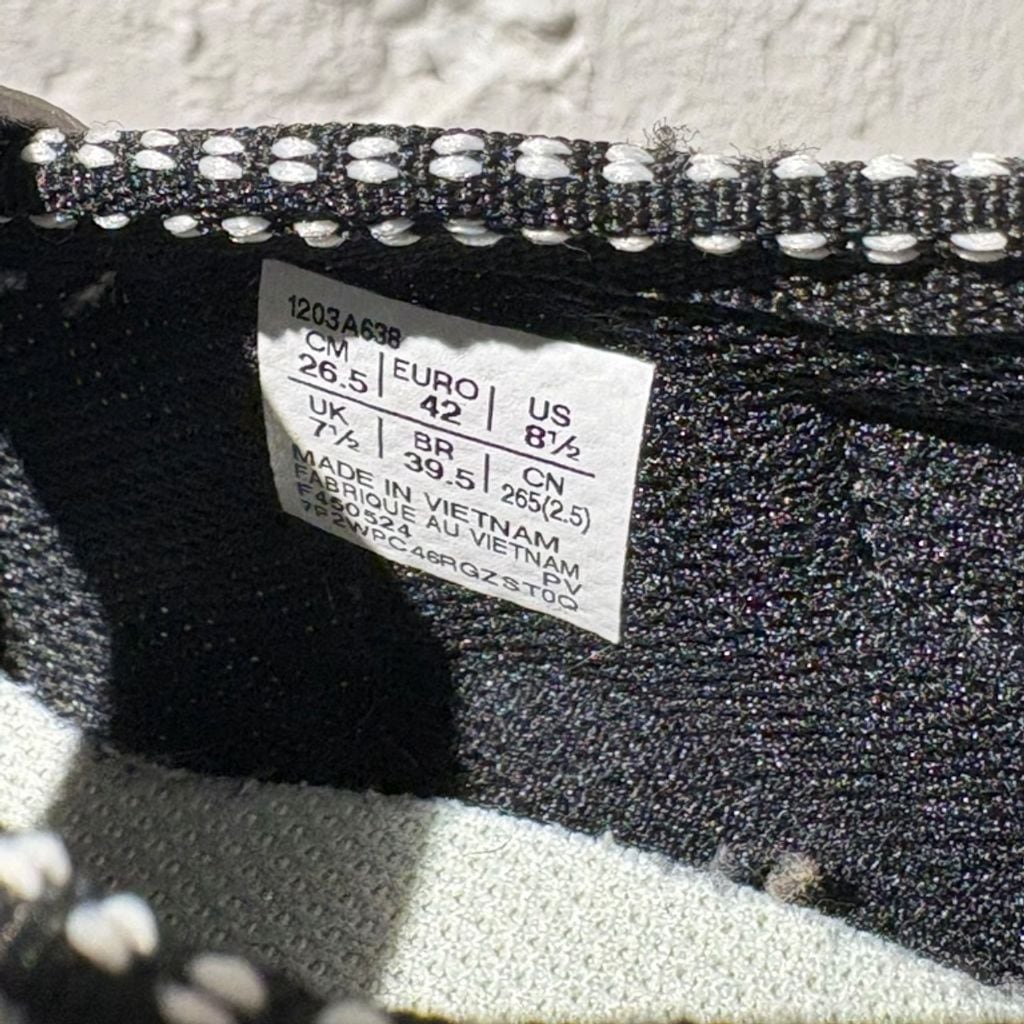 1203A638
CM | EURO | US
26.5 | 42 | 8½
UK | BR | CN
7½ | 39.5 | 265(2.5)
MADE IN VIETNAM
FABRIQUE AU VIETNAM
F450524 PV
7P2WPC46RGZST0Q